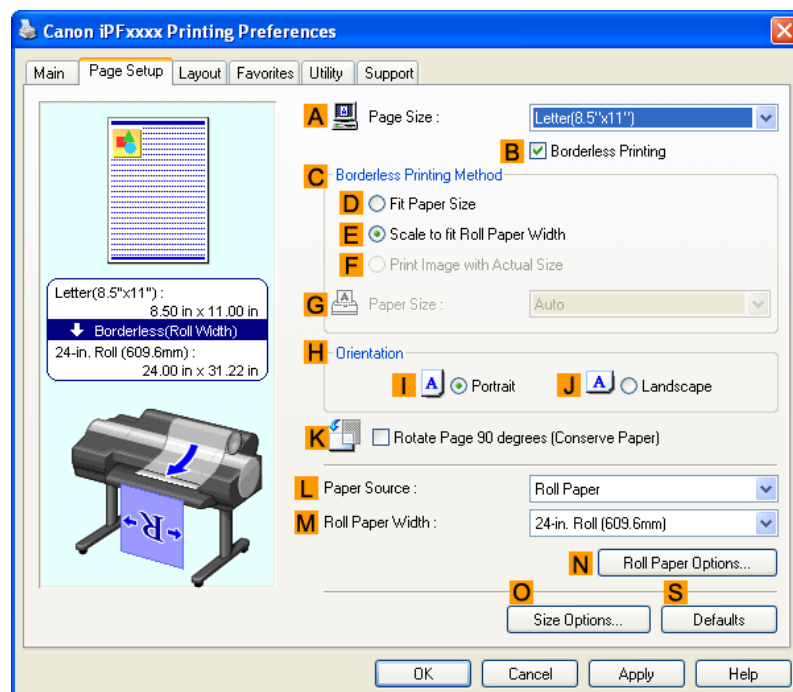 Canon iPFxxxx Printing Preferences
Main Page Setup Layout Favorites Utility Support
A Page Size : Letter(8.5"x11")
B Borderless Printing
C Borderless Printing Method
D Fit Paper Size
E Scale to fit Roll Paper Width
F Print Image with Actual Size
G A Paper Size : Auto
Letter(8.5"x11") :
8.50 in x 11.00 in
Borderless(Roll Width)
24-in. Roll (609.6mm) :
24.00 in x 31.22 in
H Orientation
I A Portrait J A Landscape
K Rotate Page 90 degrees (Conserve Paper)
L Paper Source : Roll Paper
M Roll Paper Width : 24-in. Roll (609.6mm)
R
N Roll Paper Options...
O S
Size Options... Defaults
OK Cancel Apply Help